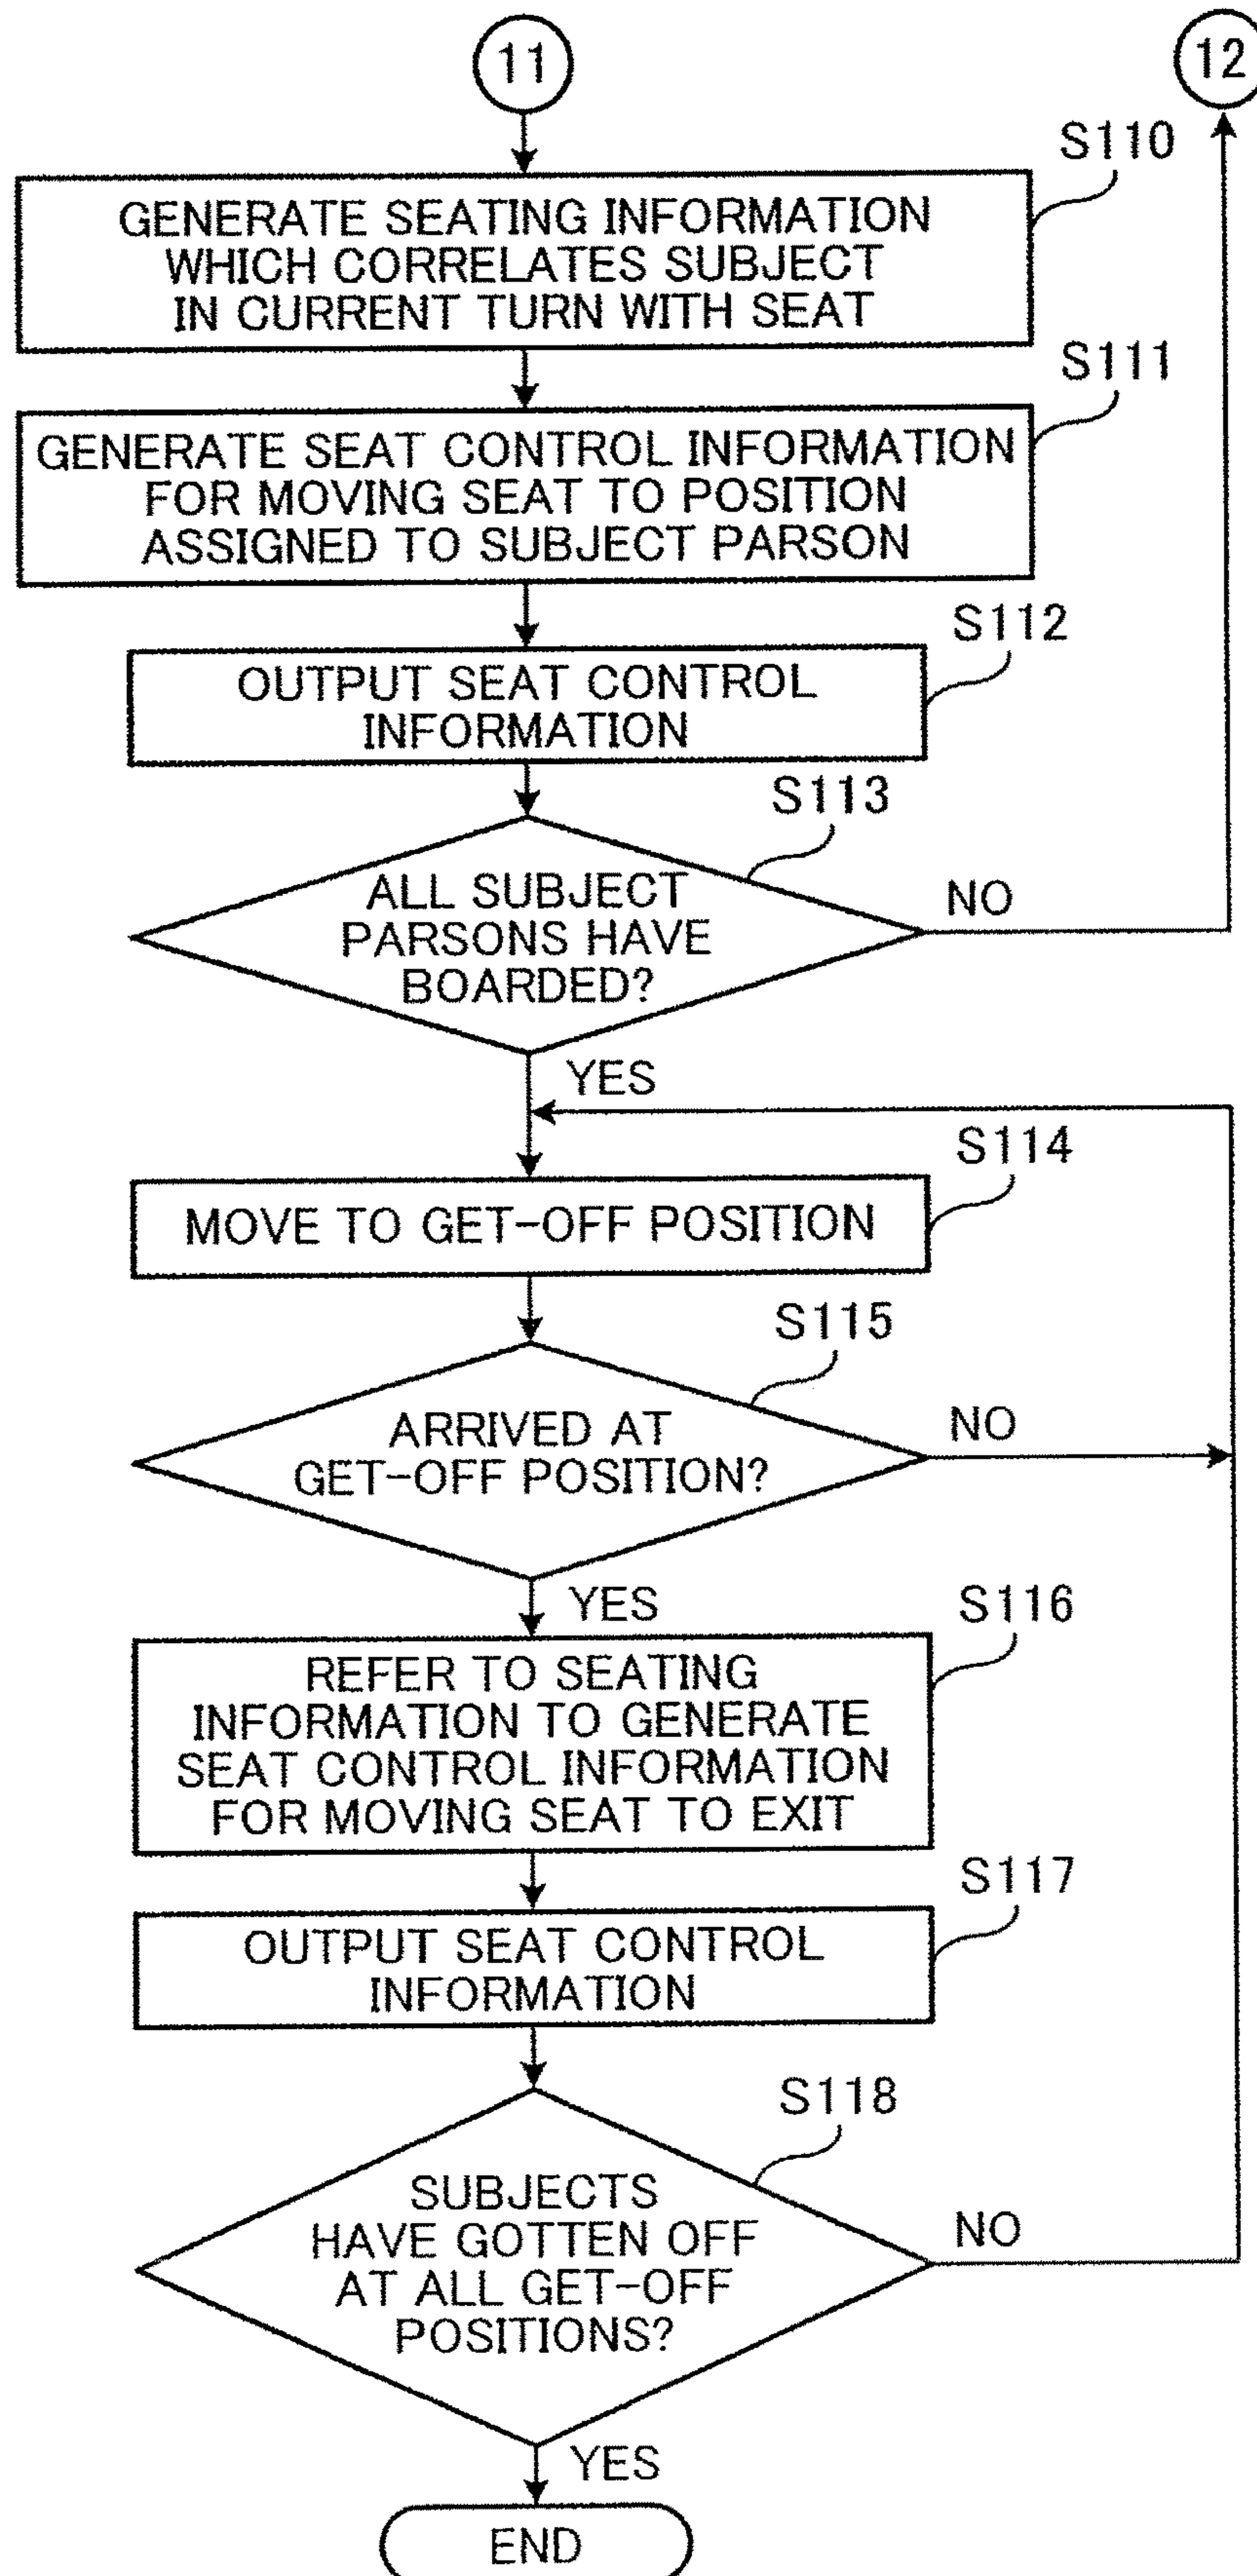 11
12
S110
GENERATE SEATING INFORMATION
WHICH CORRELATES SUBJECT
IN CURRENT TURN WITH SEAT
S111
GENERATE SEAT CONTROL INFORMATION
FOR MOVING SEAT TO POSITION
ASSIGNED TO SUBJECT PARSON
S112
OUTPUT SEAT CONTROL
INFORMATION
S113
ALL SUBJECT
PARSONS HAVE
BOARDED?
NO
YES
S114
MOVE TO GET-OFF POSITION
S115
ARRIVED AT
GET-OFF POSITION?
NO
YES
S116
REFER TO SEATING
INFORMATION TO GENERATE
SEAT CONTROL INFORMATION
FOR MOVING SEAT TO EXIT
S117
OUTPUT SEAT CONTROL
INFORMATION
S118
SUBJECTS
HAVE GOTTEN OFF
AT ALL GET-OFF
POSITIONS?
NO
YES
END